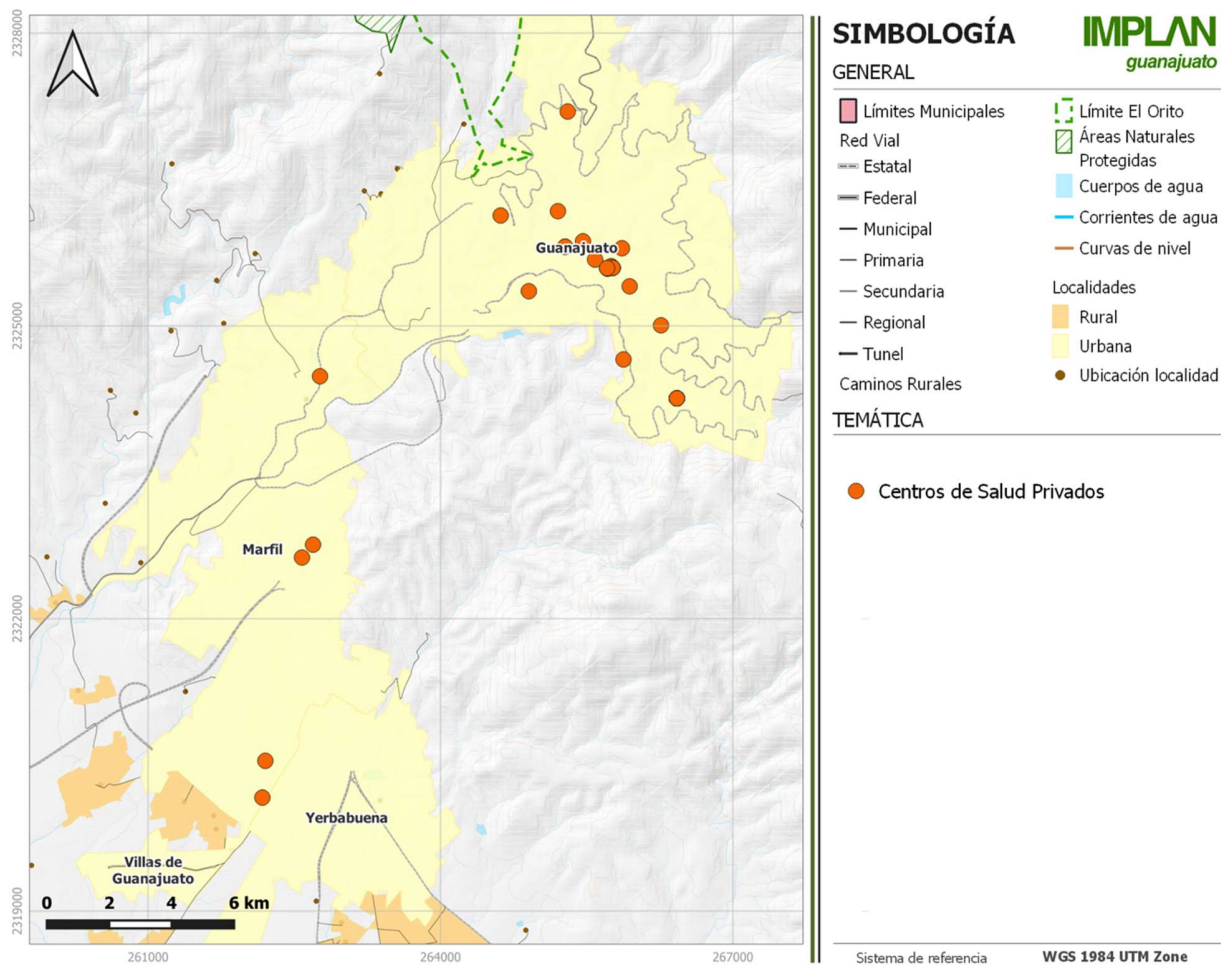 2328000
2325000
2322000
2319000
261000
264000
267000
Guanajuato
Marfil
Yerbabuena
Villas de
Guanajuato
0 2 4 6 km
SIMBOLOGÍA
IMPLAN
guanajuato
GENERAL
Límites Municipales
Red Vial
Estatal
Federal
Municipal
Primaria
Secundaria
Regional
Tunel
Caminos Rurales
Límite El Orito
Áreas Naturales
Protegidas
Cuerpos de agua
Corrientes de agua
Curvas de nivel
Localidades
Rural
Urbana
Ubicación localidad
TEMÁTICA
Centros de Salud Privados
Sistema de referencia WGS 1984 UTM Zone